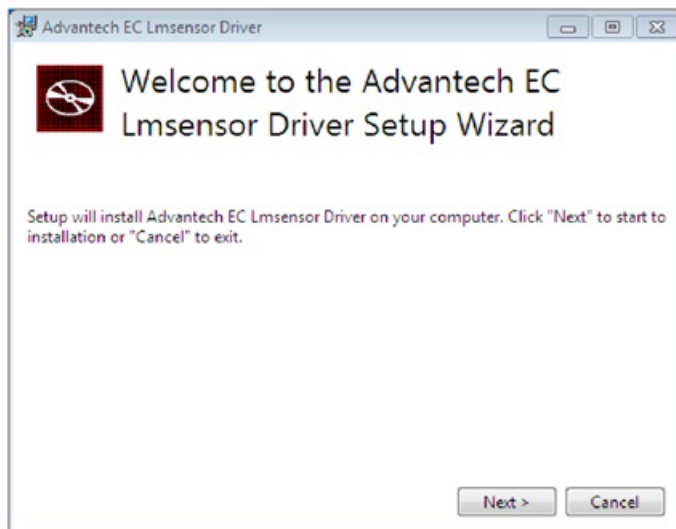 Advantech EC Lmsensor Driver
Welcome to the Advantech EC
Lmsensor Driver Setup Wizard
Setup will install Advantech EC Lmsensor Driver on your computer. Click "Next" to start to
installation or "Cancel" to exit.
Next >
Cancel